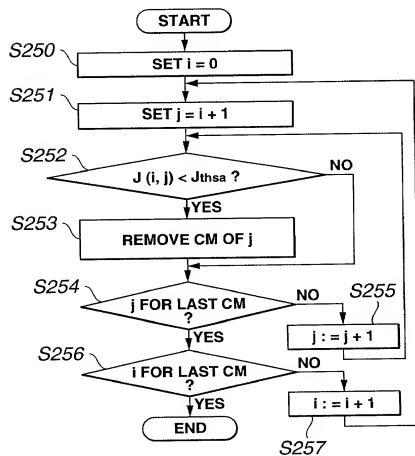 START
S250
SET i = 0
S251
SET j = i + 1
S252
J (i, j) < Jthsa ?
NO
YES
S253
REMOVE CM OF j
S254
j FOR LAST CM
?
NO
S255
j : = j + 1
YES
S256
i FOR LAST CM
?
NO
i : = i + 1
YES
END
S257